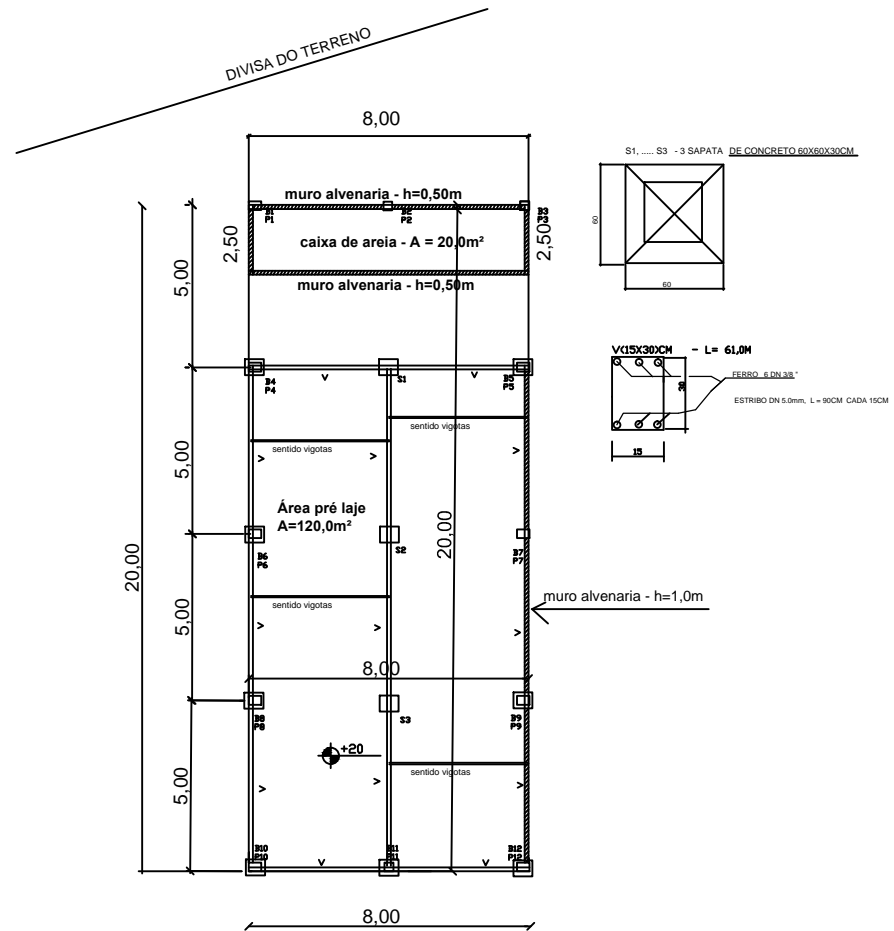 DIVISA DO TERRENO
8,00
S1, ..... S3 - 3 SAPATA DE CONCRETO 60X60X30CM
muro alvenaria - h=0,50m
B1
P1
B2
P2
B3
P3
2,50
caixa de areia - A = 20,0m²
2,50
60
60
muro alvenaria - h=0,50m
5,00
V(15X30)CM - L= 61,0M
FERRO 6 DN 3/8 "
30
ESTRIBO DN 5.0mm, L = 90CM CADA 15CM
15
B4
P4
V
S1
V
B5
P5
sentido vigotas
sentido vigotas
V
V
V
5,00
Área pré laje
A=120,0m²
20,00
20,00
B6
P6
S2
B7
P7
muro alvenaria - h=1,0m
sentido vigotas
5,00
V
V
V
8,00
B8
P8
S3
B9
P9
+20
sentido vigotas
5,00
V
V
V
B10
P10
V
B11
P11
V
B12
P12
8,00